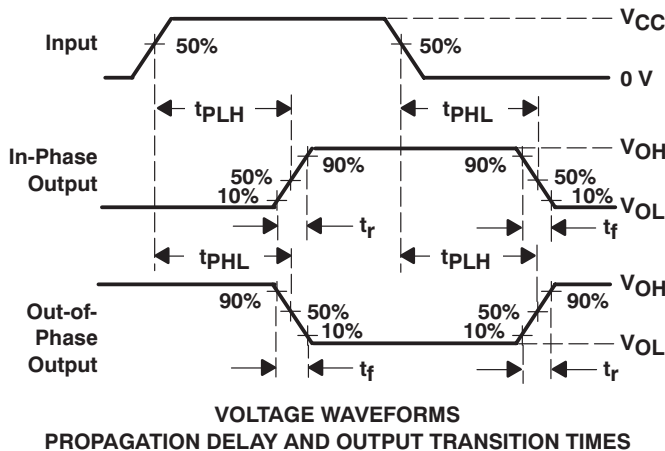 VCC
Input
50%
50%
0 V
tPLH
tPHL
In-Phase
Output
VOH
90%
90%
50%
50%
10%
10%
VOL
tr
tf
tPHL
tPLH
Out-of-
Phase
Output
VOH
90%
90%
50%
50%
10%
10%
VOL
tf
tr
VOLTAGE WAVEFORMS
PROPAGATION DELAY AND OUTPUT TRANSITION TIMES